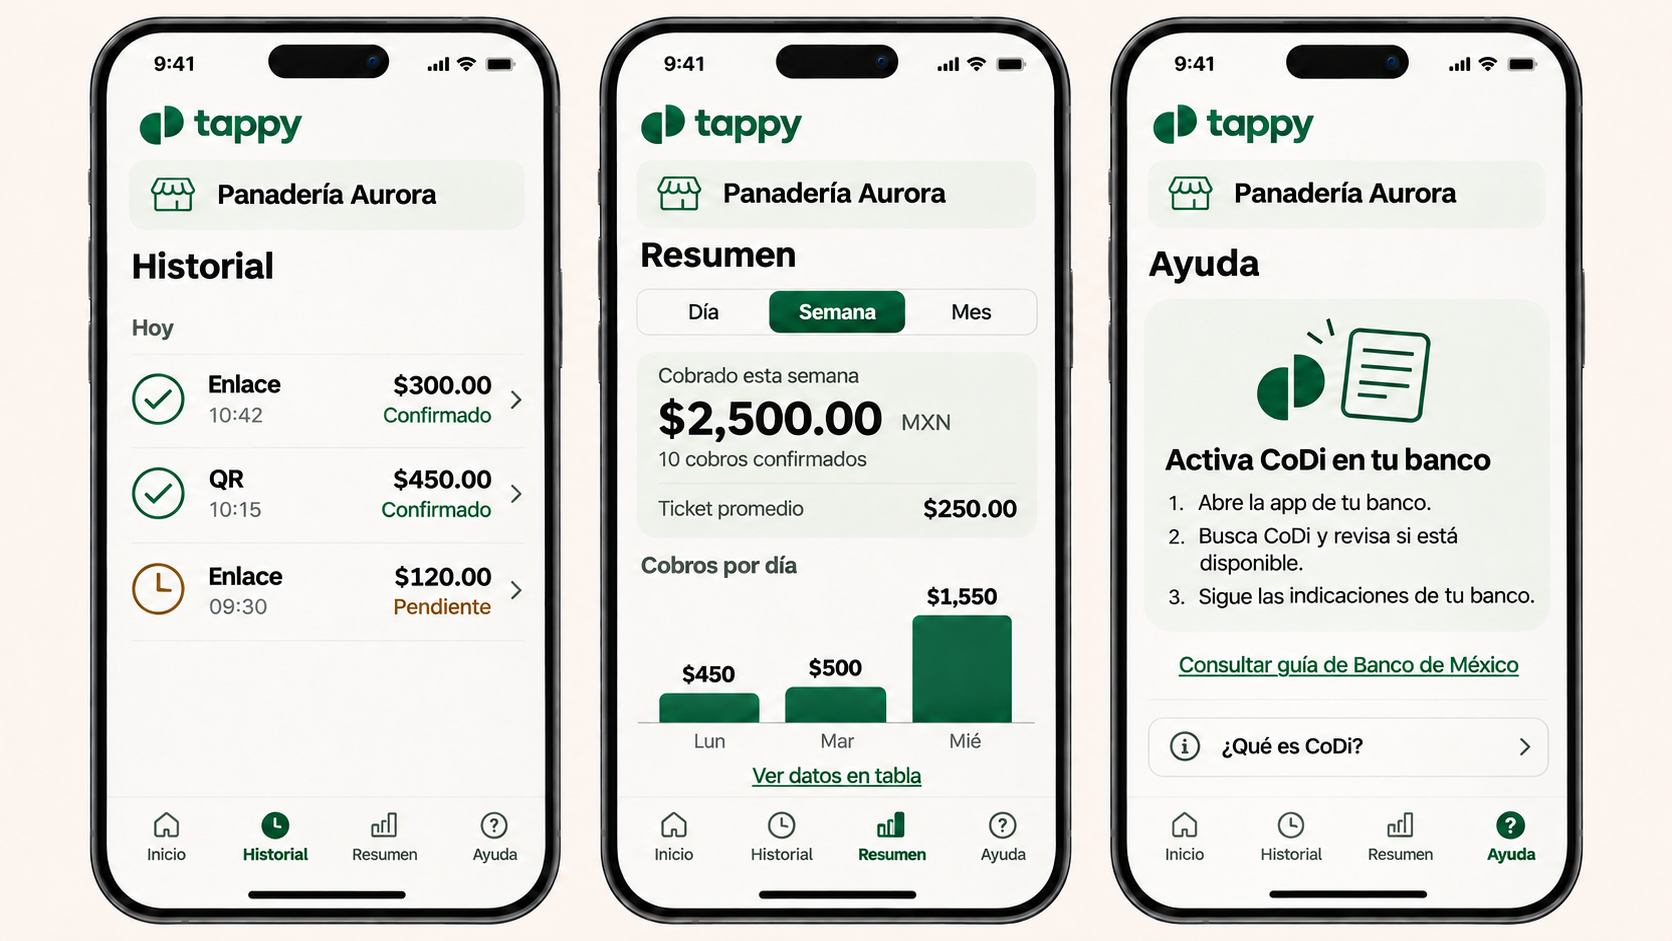 9:41
tappy
Panadería Aurora
Historial
Hoy
Enlace $300.00
10:42 Confirmado
QR $450.00
10:15 Confirmado
Enlace $120.00
09:30 Pendiente
Inicio Historial Resumen Ayuda
9:41
tappy
Panadería Aurora
Resumen
Día Semana Mes
Cobrado esta semana
$2,500.00 MXN
10 cobros confirmados
Ticket promedio $250.00
Cobros por día
$450 $500 $1,550
Lun Mar Mié
Ver datos en tabla
Inicio Historial Resumen Ayuda
9:41
tappy
Panadería Aurora
Ayuda
Activa CoDi en tu banco
1. Abre la app de tu banco.
2. Busca CoDi y revisa si está
disponible.
3. Sigue las indicaciones de tu banco.
Consultar guía de Banco de México
¿Qué es CoDi?
Inicio Historial Resumen Ayuda